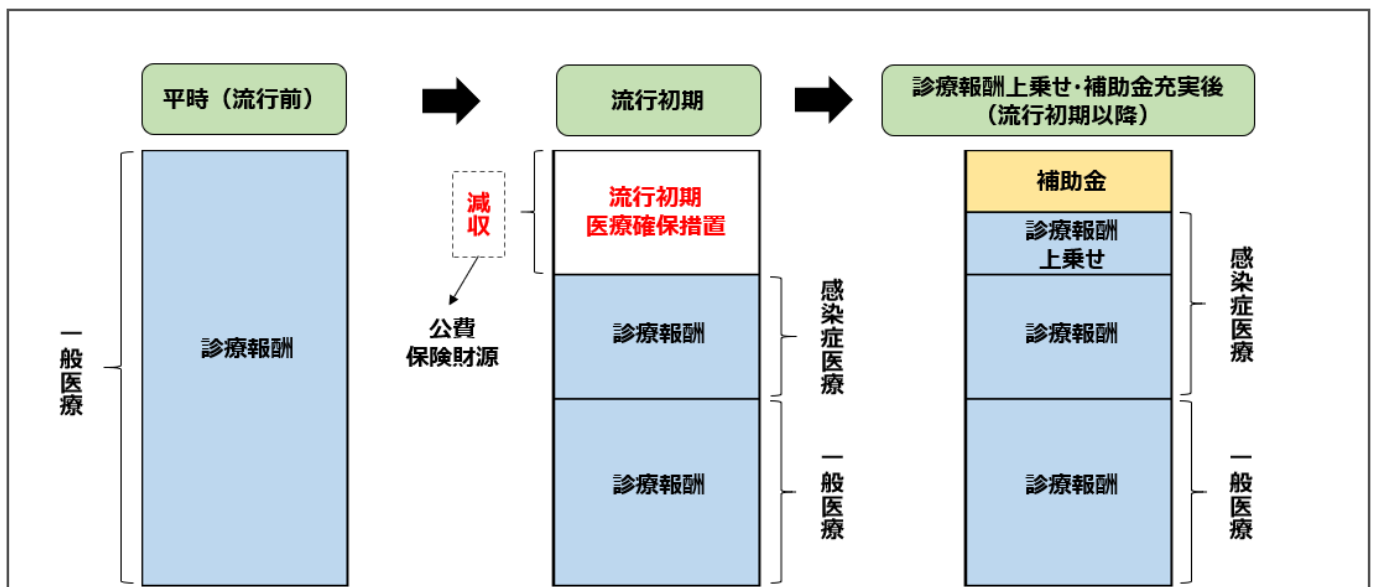 平時（流行前）
流行初期
診療報酬上乗せ･補助金充実後
（流行初期以降）
一般医療
診療報酬
減収
公費
保険財源
流行初期
医療確保措置
診療報酬
診療報酬
感染症医療
一般医療
補助金
診療報酬
上乗せ
診療報酬
診療報酬
感染症医療
一般医療